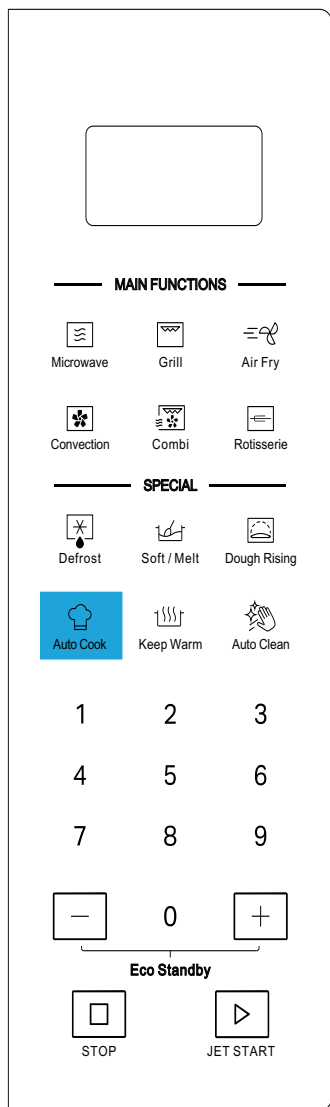 MAIN FUNCTIONS
Microwave Grill Air Fry
Convection Combi Rotisserie
SPECIAL
Defrost Soft / Melt Dough Rising
Auto Cook Keep Warm Auto Clean
1 2 3
4 5 6
7 8 9
− 0 +
Eco Standby
STOP JET START